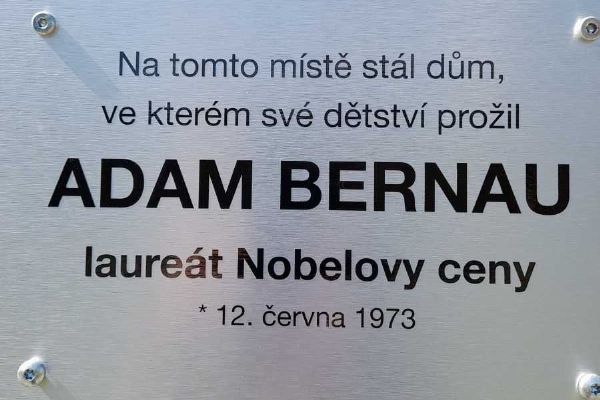 Na tomto místě stál dům,
ve kterém své dětství prožil
ADAM BERNAU
laureát Nobelovy ceny
* 12. června 1973